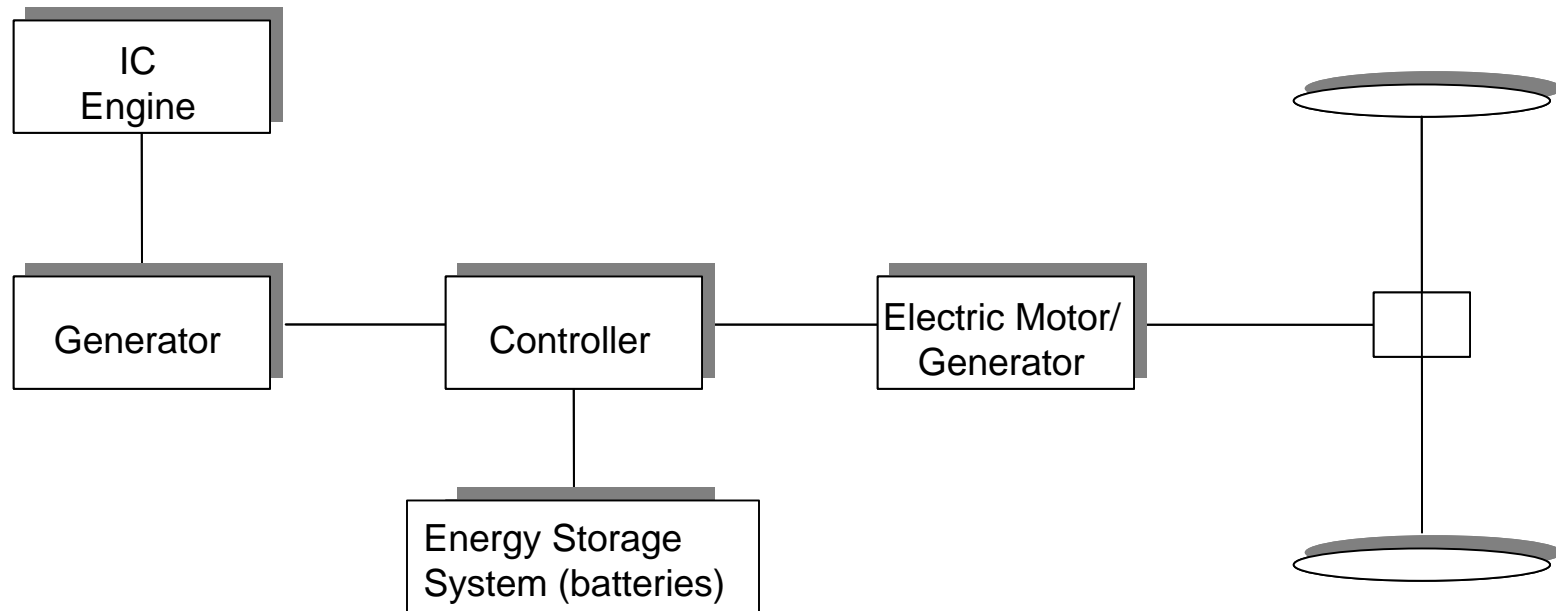 IC
Engine
Generator
Controller
Electric Motor/
Generator
Energy Storage
System (batteries)